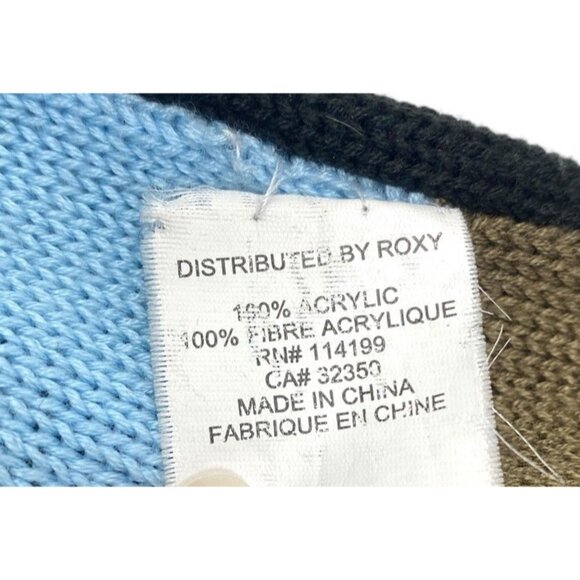 DISTRIBUTED BY ROXY
100% ACRYLIC
100% FIBRE ACRYLIQUE
RN# 114199
CA# 32350
MADE IN CHINA
FABRIQUE EN CHINE